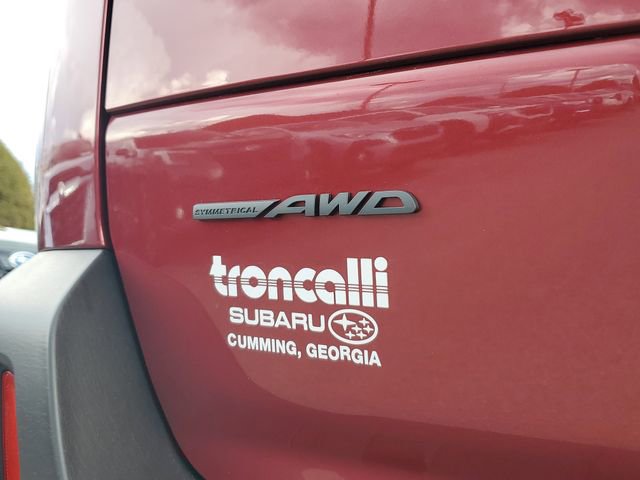 SYMMETRICAL AWD
troncalli
SUBARU
CUMMING, GEORGIA